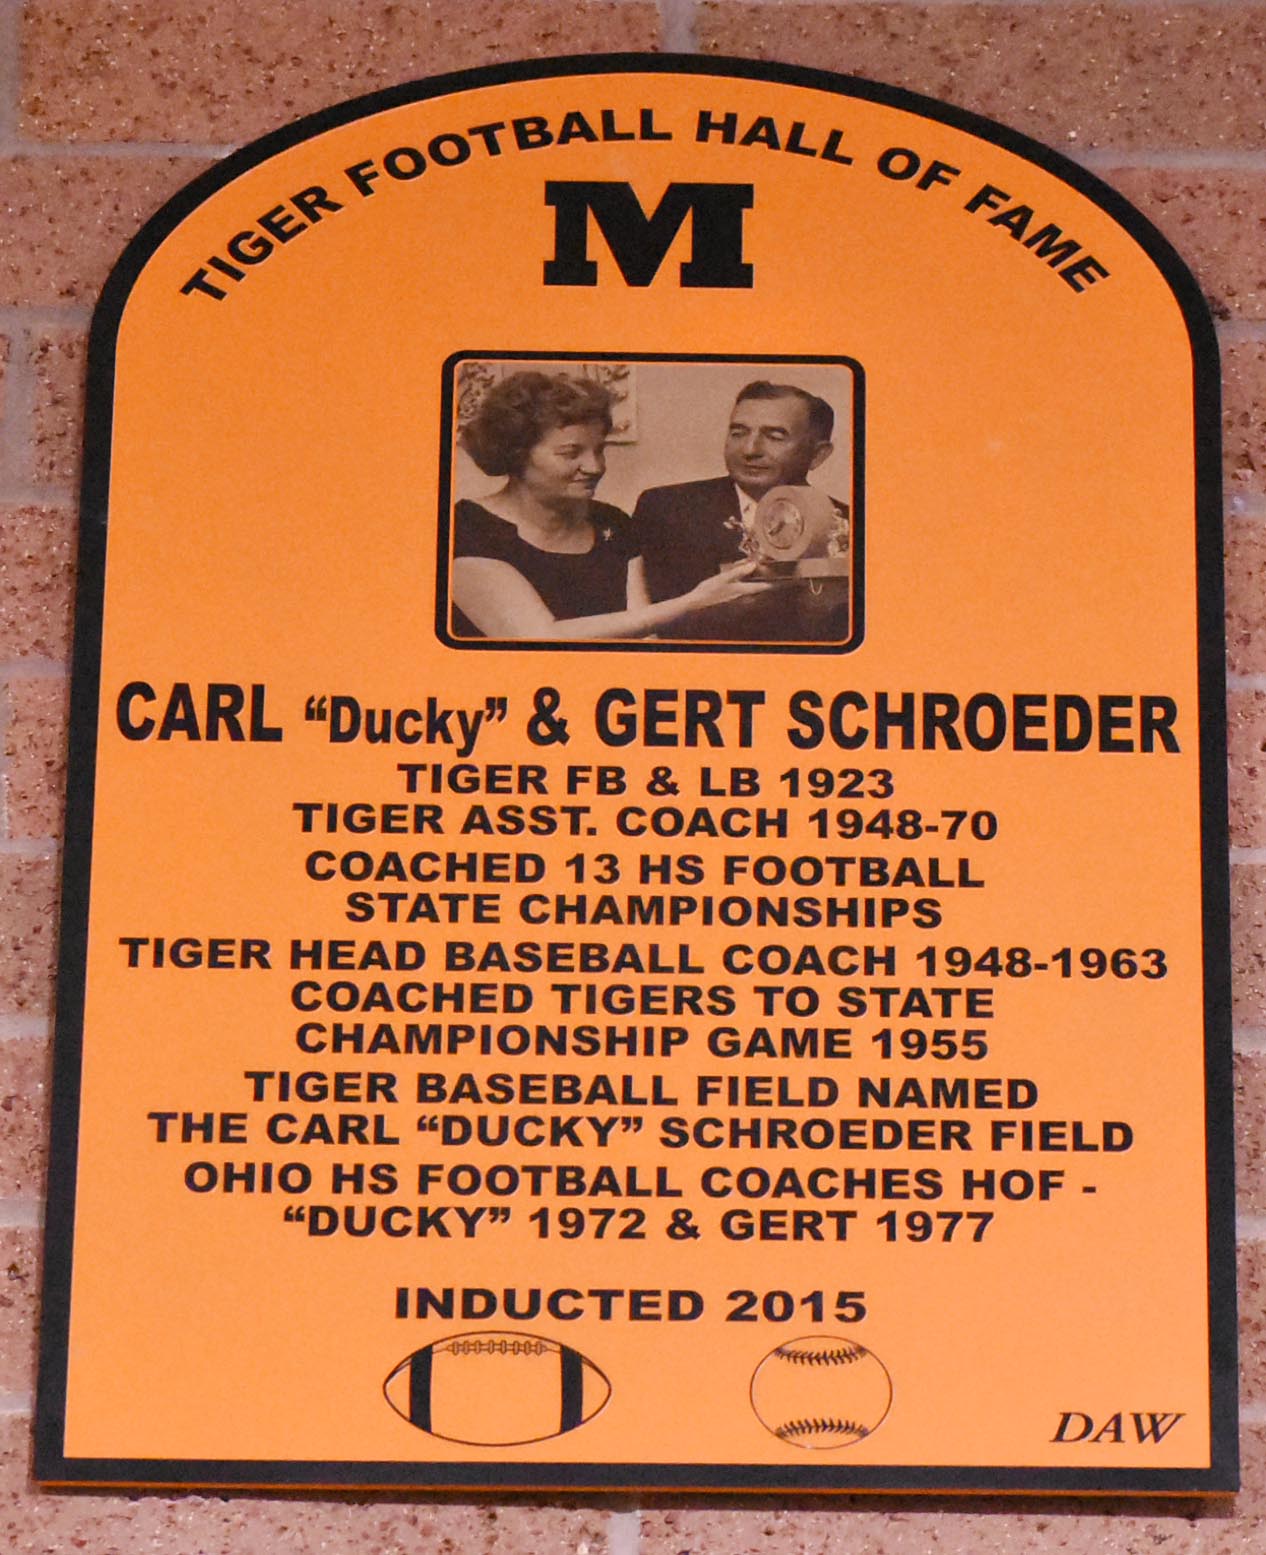 TIGER FOOTBALL HALL OF FAME
M
CARL "Ducky" & GERT SCHROEDER
TIGER FB & LB 1923
TIGER ASST. COACH 1948-70
COACHED 13 HS FOOTBALL
STATE CHAMPIONSHIPS
TIGER HEAD BASEBALL COACH 1948-1963
COACHED TIGERS TO STATE
CHAMPIONSHIP GAME 1955
TIGER BASEBALL FIELD NAMED
THE CARL "DUCKY" SCHROEDER FIELD
OHIO HS FOOTBALL COACHES HOF -
"DUCKY" 1972 & GERT 1977
INDUCTED 2015
DAW